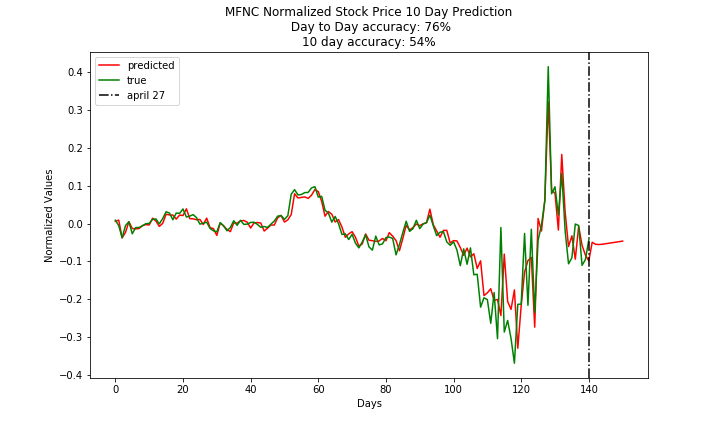 MFNC Normalized Stock Price 10 Day Prediction
Day to Day accuracy: 76%
10 day accuracy: 54%
predicted
true
april 27
Normalized Values
0.4
0.3
0.2
0.1
0.0
−0.1
−0.2
−0.3
−0.4
0
20
40
60
80
100
120
140
Days